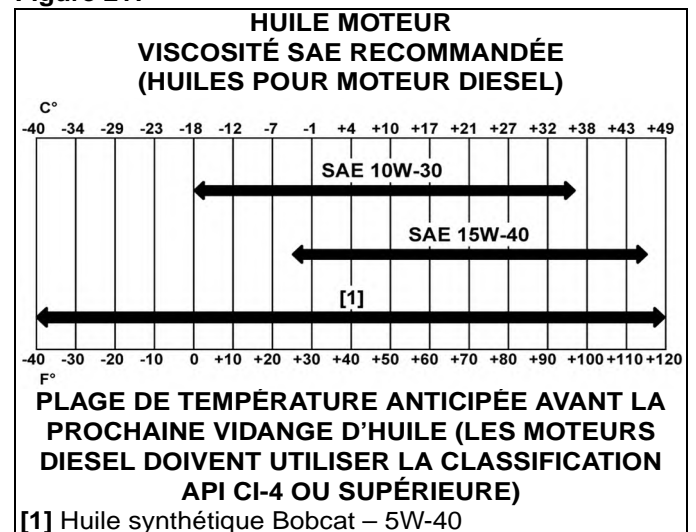 HUILE MOTEUR
VISCOSITÉ SAE RECOMMANDÉE
(HUILES POUR MOTEUR DIESEL)
C°
-40 -34 -29 -23 -18 -12 -7 -1 +4 +10 +17 +21 +27 +32 +38 +43 +49
SAE 10W-30
SAE 15W-40
[1]
-40 -30 -20 -10 0 +10 +20 +30 +40 +50 +60 +70 +80 +90 +100 +110 +120
F°
PLAGE DE TEMPÉRATURE ANTICIPÉE AVANT LA
PROCHAINE VIDANGE D'HUILE (LES MOTEURS
DIESEL DOIVENT UTILISER LA CLASSIFICATION
API CI-4 OU SUPÉRIEURE)
[1] Huile synthétique Bobcat – 5W-40